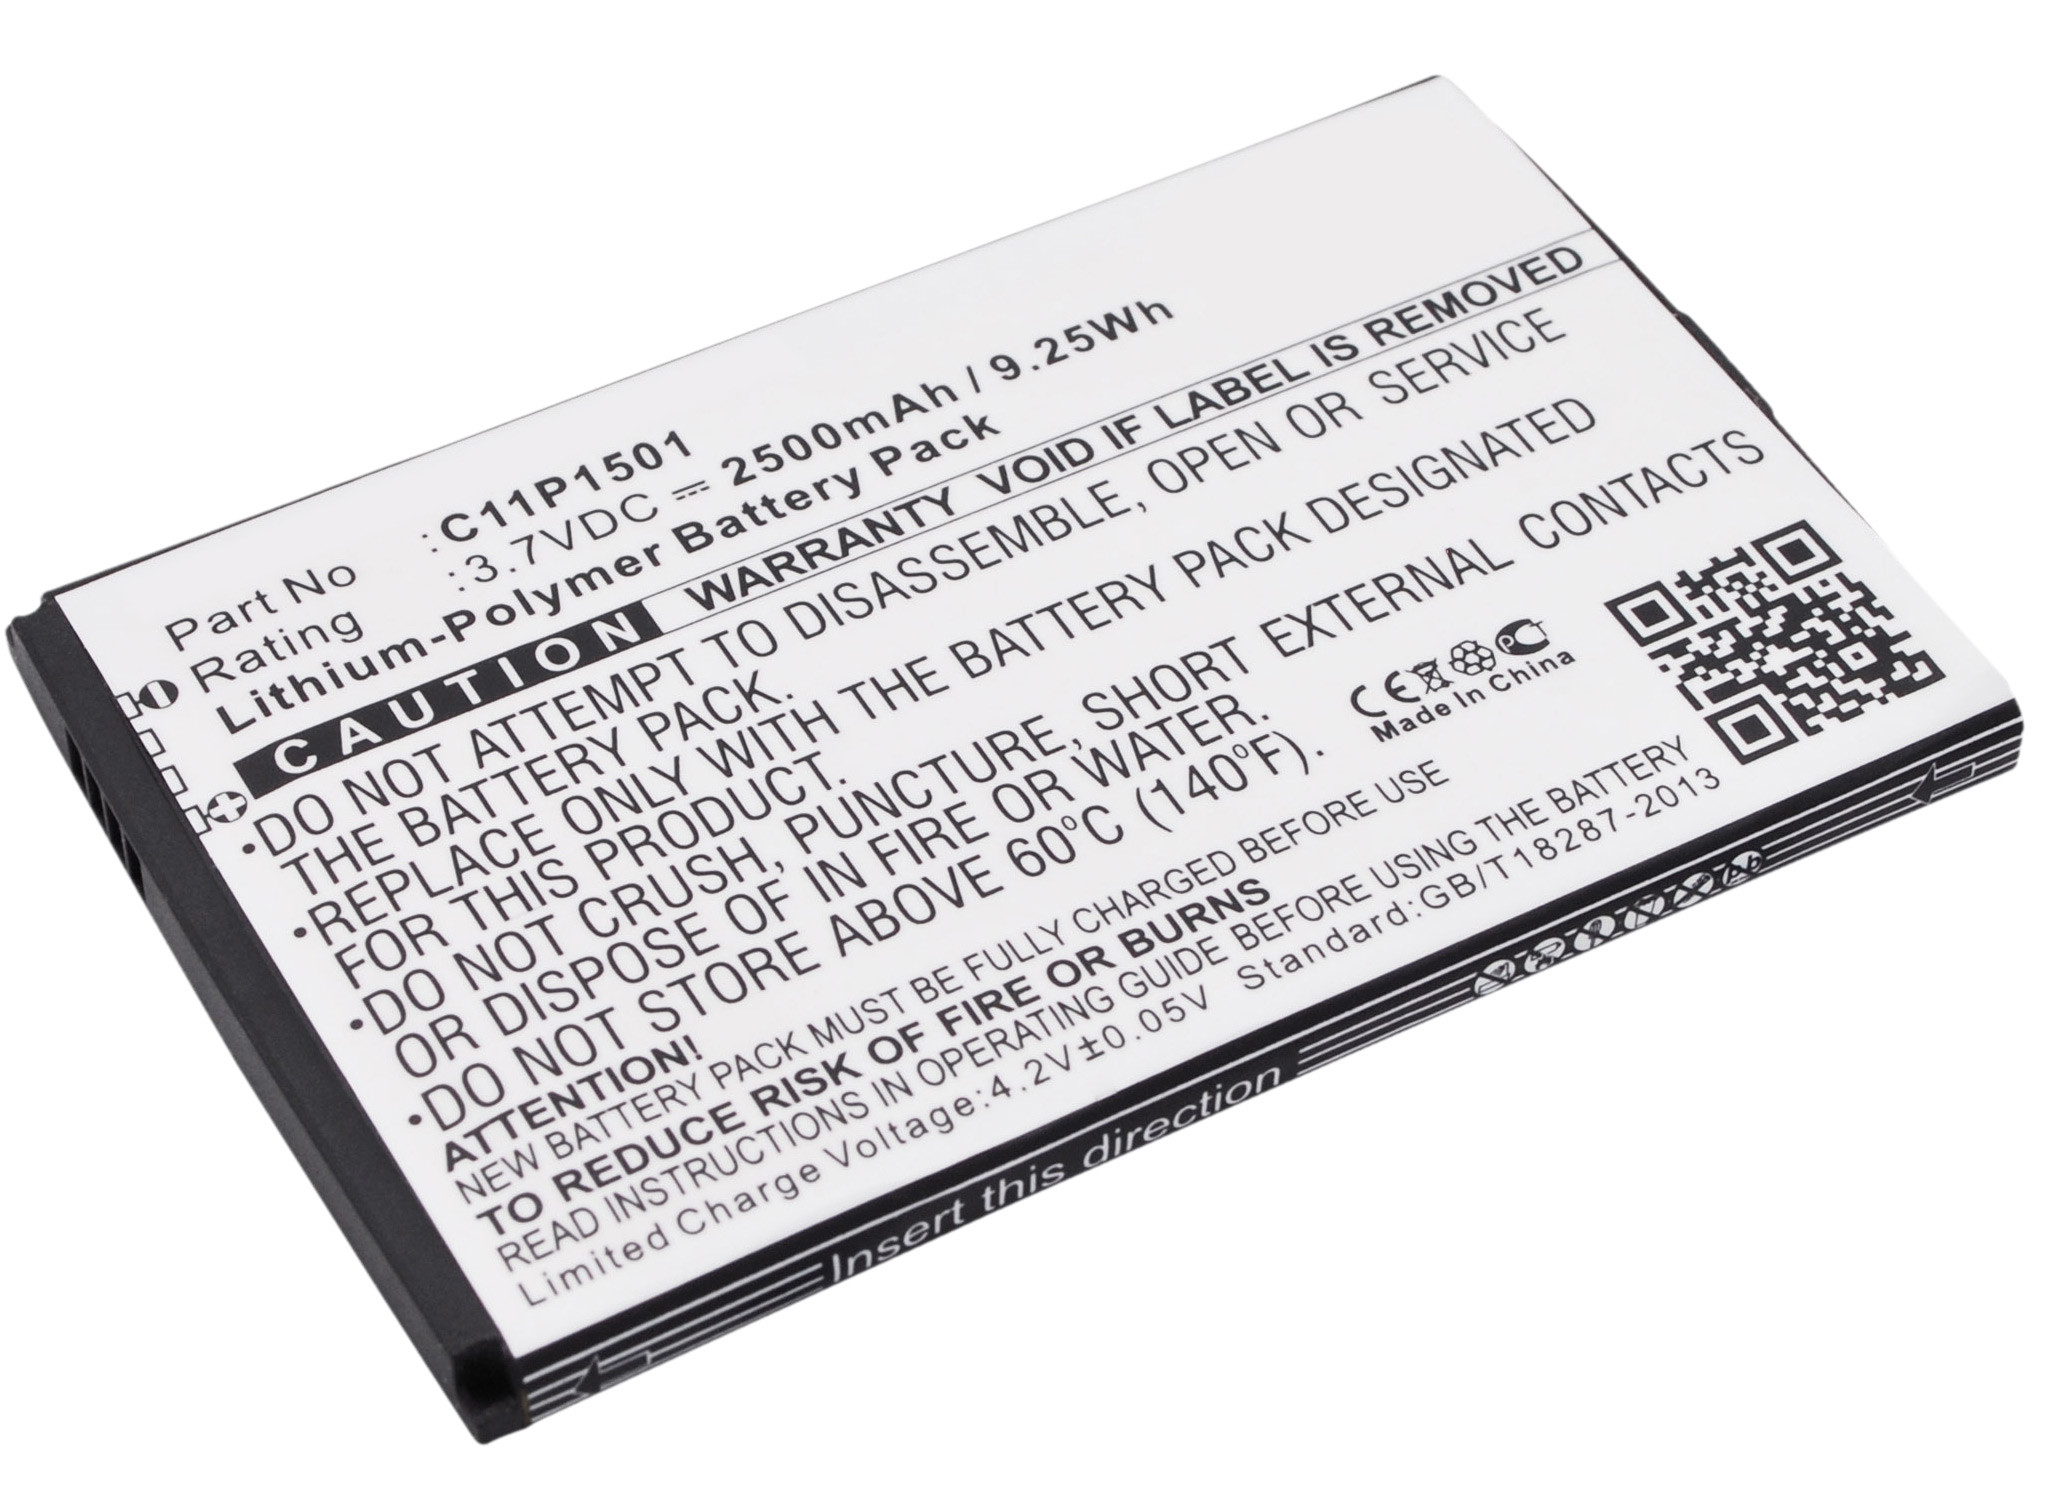 Part No :C11P1501
Rating :3.7VDC ⎓ 2500mAh / 9.25Wh
Lithium-Polymer Battery Pack
CAUTION WARRANTY VOID IF LABEL IS REMOVED
•DO NOT ATTEMPT TO DISASSEMBLE, OPEN OR SERVICE
THE BATTERY PACK.
•REPLACE ONLY WITH THE BATTERY PACK DESIGNATED
FOR THIS PRODUCT.
•DO NOT CRUSH, PUNCTURE, SHORT EXTERNAL CONTACTS
OR DISPOSE OF IN FIRE OR WATER.
•DO NOT STORE ABOVE 60°C (140°F).
CE PCT
Made in China
ATTENTION!
NEW BATTERY PACK MUST BE FULLY CHARGED BEFORE USE
TO REDUCE RISK OF FIRE OR BURNS
READ INSTRUCTIONS IN OPERATING GUIDE BEFORE USING THE BATTERY
Limited Charge Voltage:4.2V±0.05V Standard:GB/T18287-2013
Insert this direction